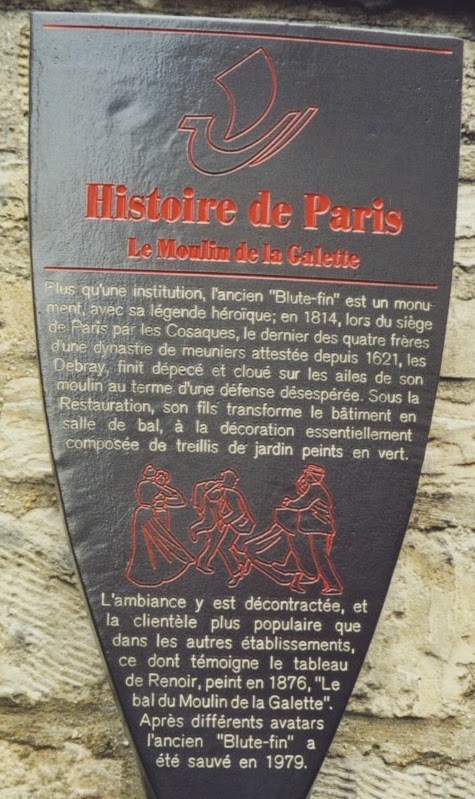 Histoire de Paris
Le Moulin de la Galette
Plus qu'une institution, l'ancien "Blute-fin" est un monu-
ment, avec sa légende héroïque; en 1814, lors du siège
de Paris par les Cosaques, le dernier des quatre frères
d'une dynastie de meuniers attestée depuis 1621, les
Debray, finit dépecé et cloué sur les ailes de son
moulin au terme d'une défense désespérée. Sous la
Restauration, son fils transforme le bâtiment en
salle de bal, à la décoration essentiellement
composée de treillis de jardin peints en vert.
L'ambiance y est décontractée, et
la clientèle plus populaire que
dans les autres établissements,
ce dont témoigne le tableau
de Renoir, peint en 1876, "Le
bal du Moulin de la Galette".
Après différents avatars
l'ancien "Blute-fin" a
été sauvé en 1979.